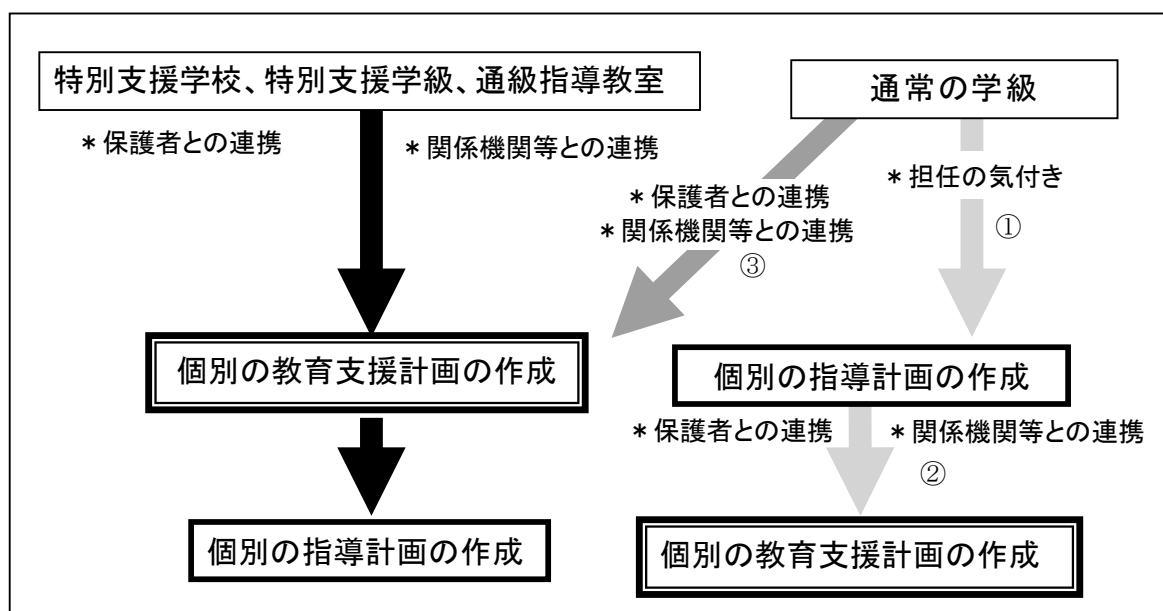 特別支援学校、特別支援学級、通級指導教室
通常の学級
*保護者との連携
*関係機関等との連携
*担任の気付き
①
*保護者との連携
*関係機関等との連携
③
個別の教育支援計画の作成
個別の指導計画の作成
*保護者との連携
*関係機関等との連携
②
個別の指導計画の作成
個別の教育支援計画の作成